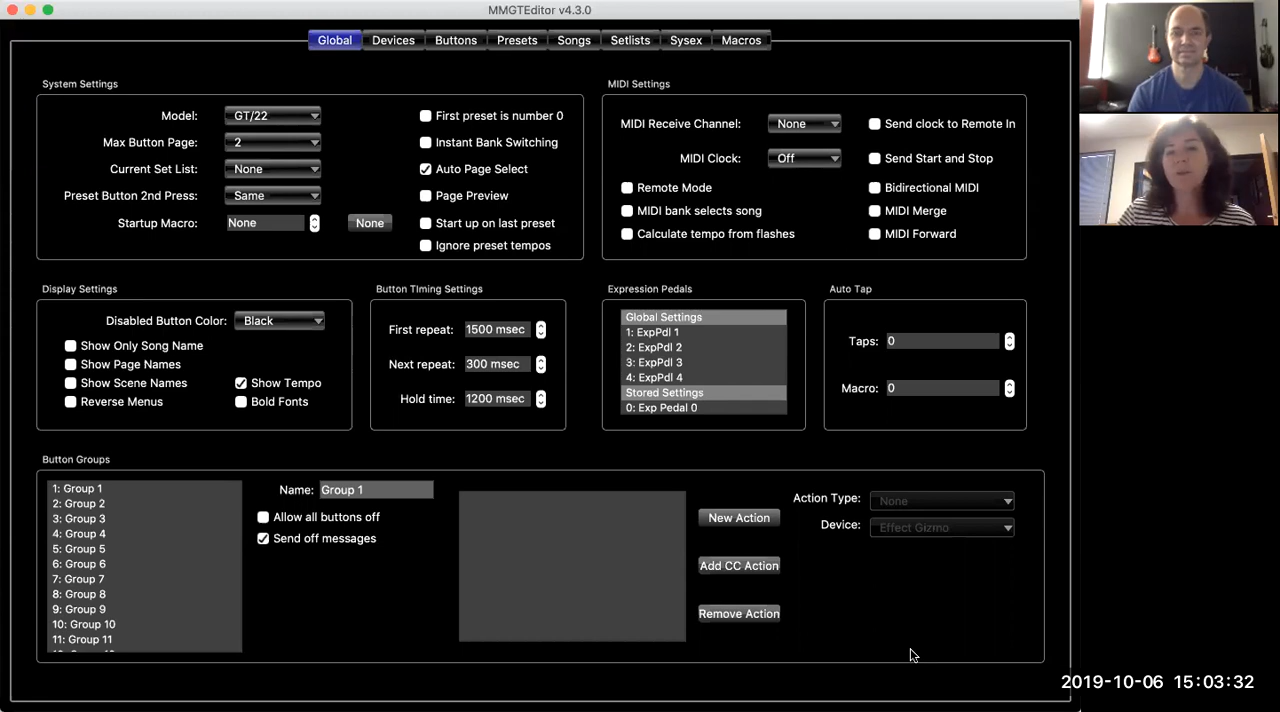 MMGTEditor v4.3.0
Global Devices Buttons Presets Songs Setlists Sysex Macros
System Settings
Model: GT/22
Max Button Page: 2
Current Set List: None
Preset Button 2nd Press: Same
Startup Macro: None None
First preset is number 0
Instant Bank Switching
Auto Page Select
Page Preview
Start up on last preset
Ignore preset tempos
MIDI Settings
MIDI Receive Channel: None
MIDI Clock: Off
Remote Mode
MIDI bank selects song
Calculate tempo from flashes
Send clock to Remote In
Send Start and Stop
Bidirectional MIDI
MIDI Merge
MIDI Forward
Display Settings
Disabled Button Color: Black
Show Only Song Name
Show Page Names
Show Scene Names
Reverse Menus
Show Tempo
Bold Fonts
Button TIming Settings
First repeat: 1500 msec
Next repeat: 300 msec
Hold time: 1200 msec
Expression Pedals
Global Settings
1: ExpPdl 1
2: ExpPdl 2
3: ExpPdl 3
4: ExpPdl 4
Stored Settings
0: Exp Pedal 0
Auto Tap
Taps: 0
Macro: 0
Button Groups
1: Group 1
2: Group 2
3: Group 3
4: Group 4
5: Group 5
6: Group 6
7: Group 7
8: Group 8
9: Group 9
10: Group 10
11: Group 11
Name: Group 1
Allow all buttons off
Send off messages
New Action
Add CC Action
Remove Action
Action Type: None
Device: Effect Gizmo
2019-10-06 15:03:32